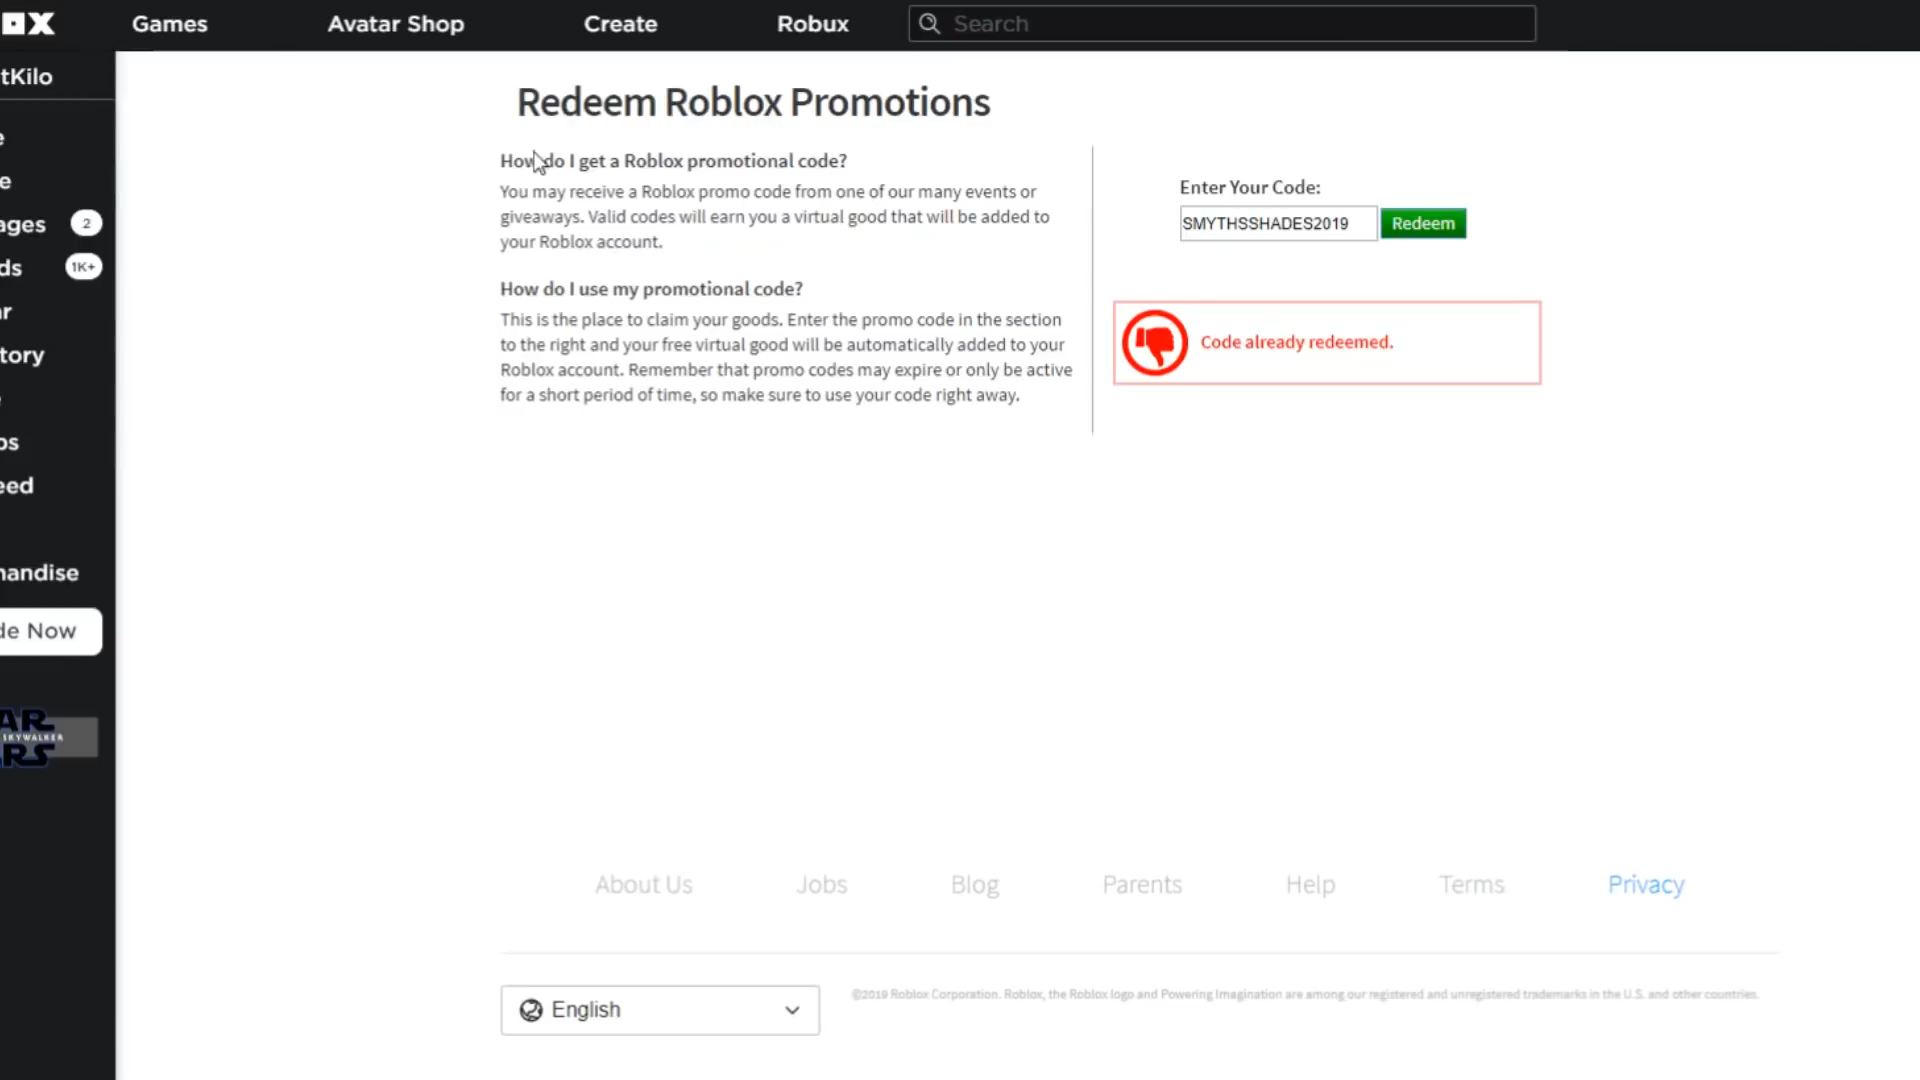 OX Games Avatar Shop Create Robux Search
tKilo
e
e
ages 2
ds 1K+
ar
tory
e
ps
eed
handise
de Now
AR
SKYWALKER
RS
Redeem Roblox Promotions
How do I get a Roblox promotional code?
You may receive a Roblox promo code from one of our many events or
giveaways. Valid codes will earn you a virtual good that will be added to
your Roblox account.
How do I use my promotional code?
This is the place to claim your goods. Enter the promo code in the section
to the right and your free virtual good will be automatically added to your
Roblox account. Remember that promo codes may expire or only be active
for a short period of time, so make sure to use your code right away.
Enter Your Code:
SMYTHSSHADES2019 Redeem
Code already redeemed.
About Us Jobs Blog Parents Help Terms Privacy
English
©2019 Roblox Corporation. Roblox, the Roblox logo and Powering Imagination are among our registered and unregistered trademarks in the U.S. and other countries.